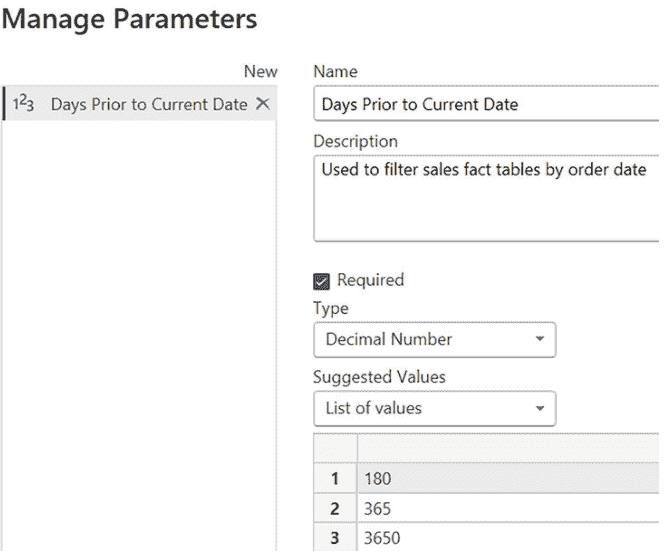 Manage Parameters
New
1²3 Days Prior to Current Date
Name
Days Prior to Current Date
Description
Used to filter sales fact tables by order date
Required
Type
Decimal Number
Suggested Values
List of values
1 180
2 365
3 3650